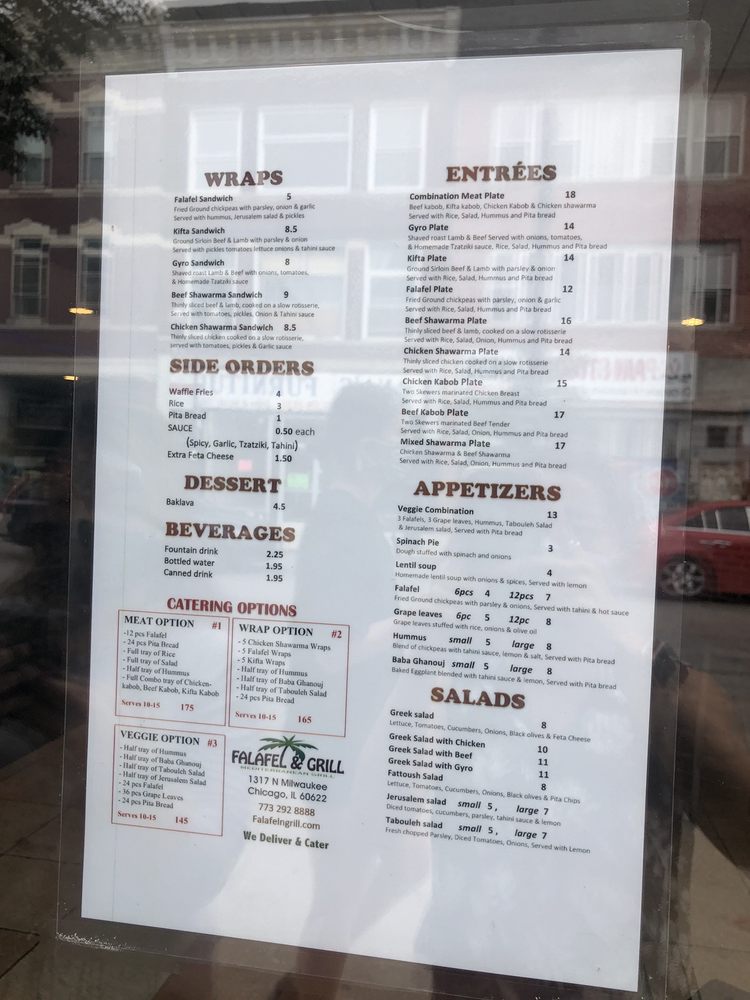 WRAPS
Falafel Sandwich 5
Fried Ground chickpeas with parsley, onion & garlic
Served with hummus, Jerusalem salad & pickles
Kifta Sandwich 8.5
Ground Sirloin Beef & Lamb with parsley & onion
Served with pickles tomatoes lettuce onions & tahini sauce
Gyro Sandwich 8
Shaved roast Lamb & Beef with onions, tomatoes,
& Homemade Tzatziki sauce
Beef Shawarma Sandwich 9
Thinly sliced beef & lamb, cooked on a slow rotisserie,
Served with tomatoes, pickles, Onion & Tahini sauce
Chicken Shawarma Sandwich 8.5
Thinly sliced chicken cooked on a slow rotisserie,
served with tomatoes, pickles & Garlic sauce
SIDE ORDERS
Waffle Fries 4
Rice 3
Pita Bread 1
SAUCE 0.50 each
(Spicy, Garlic, Tzatziki, Tahini)
Extra Feta Cheese 1.50
DESSERT
Baklava 4.5
BEVERAGES
Fountain drink 2.25
Bottled water 1.95
Canned drink 1.95
CATERING OPTIONS
MEAT OPTION #1
-12 pcs Falafel
- 24 pcs Pita Bread
- Full tray of Rice
- Full tray of Salad
- Half tray of Hummus
- Full Combo tray of Chicken-
kabob, Beef Kabob, Kifta Kabob
Serves 10-15 175
WRAP OPTION #2
- 5 Chicken Shawarma Wraps
- 5 Falafel Wraps
- 5 Kifta Wraps
- Half tray of Hummus
- Half tray of Baba Ghanouj
- Half tray of Tabouleh Salad
- 24 pcs Pita Bread
Serves 10-15 165
VEGGIE OPTION #3
- Half tray of Hummus
- Half tray of Baba Ghanouj
- Half tray of Tabouleh Salad
- Half tray of Jerusalem Salad
- 24 pcs Falafel
- 36 pcs Grape Leaves
- 24 pcs Pita Bread
Serves 10-15 145
FALAFEL & GRILL
MEDITERRANEAN GRILL
1317 N Milwaukee
Chicago, IL 60622
773 292 8888
Falafelngrill.com
We Deliver & Cater
ENTRÉES
Combination Meat Plate 18
Beef kabob, Kifta kabob, Chicken Kabob & Chicken shawarma
Served with Rice, Salad, Hummus and Pita bread
Gyro Plate 14
Shaved roast Lamb & Beef Served with onions, tomatoes,
& Homemade Tzatziki sauce, Rice, Salad, Hummus and Pita bread
Kifta Plate 14
Ground Sirloin Beef & Lamb with parsley & onion
Served with Rice, Salad, Hummus and Pita bread
Falafel Plate 12
Fried Ground chickpeas with parsley, onion & garlic
Served with Rice, Salad, Hummus and Pita bread
Beef Shawarma Plate 16
Thinly sliced beef & lamb, cooked on a slow rotisserie
Served with Rice, Salad, Onion, Hummus and Pita bread
Chicken Shawarma Plate 14
Thinly sliced chicken cooked on a slow rotisserie
Served with Rice, Salad, Hummus and Pita bread
Chicken Kabob Plate 15
Two Skewers marinated Chicken Breast
Served with Rice, Salad, Hummus and Pita bread
Beef Kabob Plate 17
Two Skewers marinated Beef Tender
Served with Rice, Salad, Onion, Hummus and Pita bread
Mixed Shawarma Plate 17
Chicken Shawarma & Beef Shawarma
Served with Rice, Salad, Onion, Hummus and Pita bread
APPETIZERS
Veggie Combination 13
3 Falafels, 3 Grape leaves, Hummus, Tabouleh Salad
& Jerusalem salad, Served with Pita bread
Spinach Pie 3
Dough stuffed with spinach and onions
Lentil soup 4
Homemade lentil soup with onions & spices, Served with lemon
Falafel 6pcs 4 12pcs 7
Fried Ground chickpeas with parsley & onions, Served with tahini & hot sauce
Grape leaves 6pc 5 12pc 8
Grape leaves stuffed with rice, onions & olive oil
Hummus small 5 large 8
Blend of chickpeas with tahini sauce, lemon & salt, Served with Pita bread
Baba Ghanouj small 5 large 8
Baked Eggplant blended with tahini sauce & lemon, Served with Pita bread
SALADS
Greek salad 8
Lettuce, Tomatoes, Cucumbers, Onions, Black olives & Feta Cheese
Greek Salad with Chicken 10
Greek Salad with Beef 11
Greek Salad with Gyro 11
Fattoush Salad 8
Lettuce, Tomatoes, Cucumbers, Onions, Black olives & Pita Chips
Jerusalem salad small 5, large 7
Diced tomatoes, cucumbers, parsley, tahini sauce & lemon
Tabouleh salad small 5, large 7
Fresh chopped Parsley, Diced Tomatoes, Onions, Served with Lemon